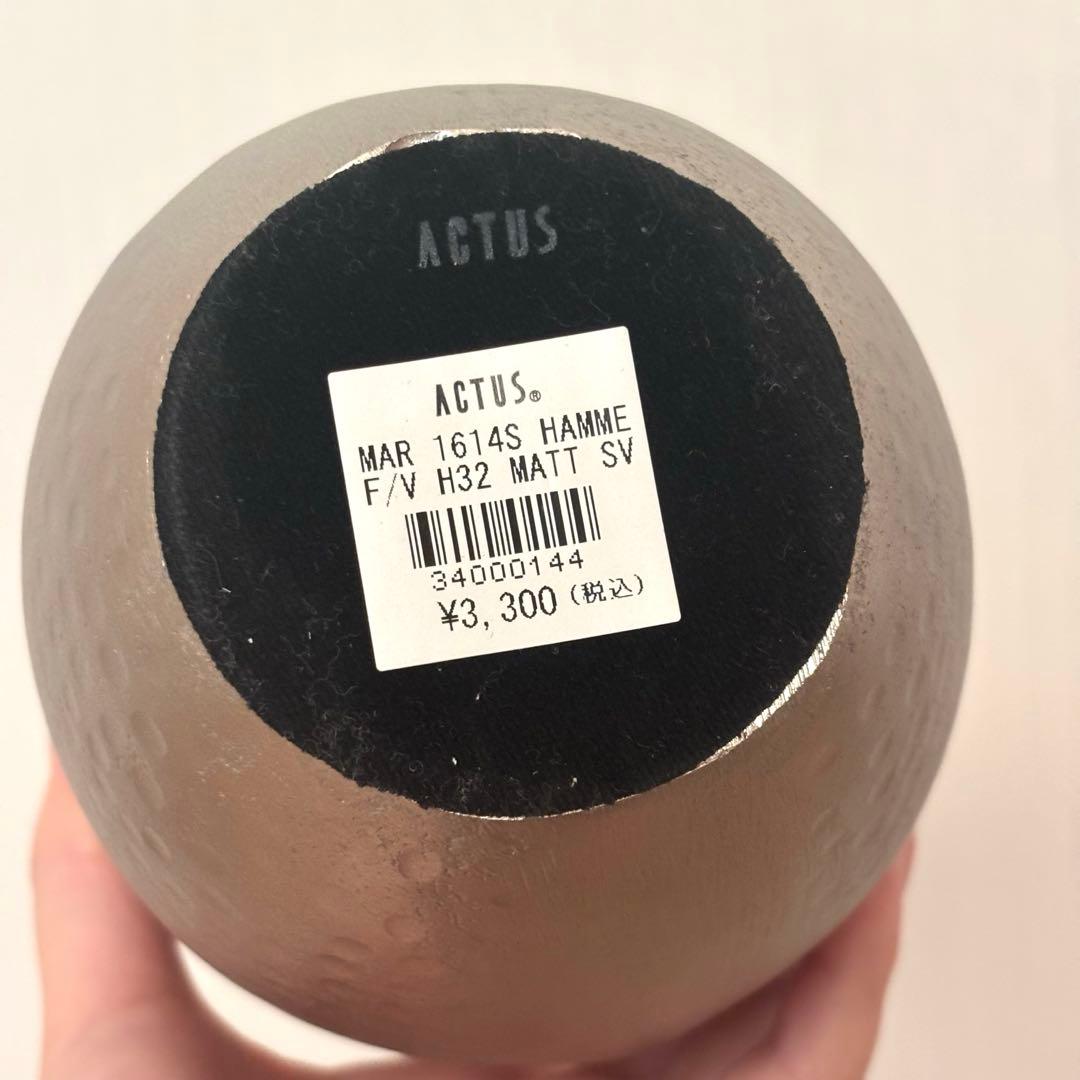 ACTUS
ACTUS®
MAR 1614S HAMME
F/V H32 MATT SV
34000144
¥3,300(税込)